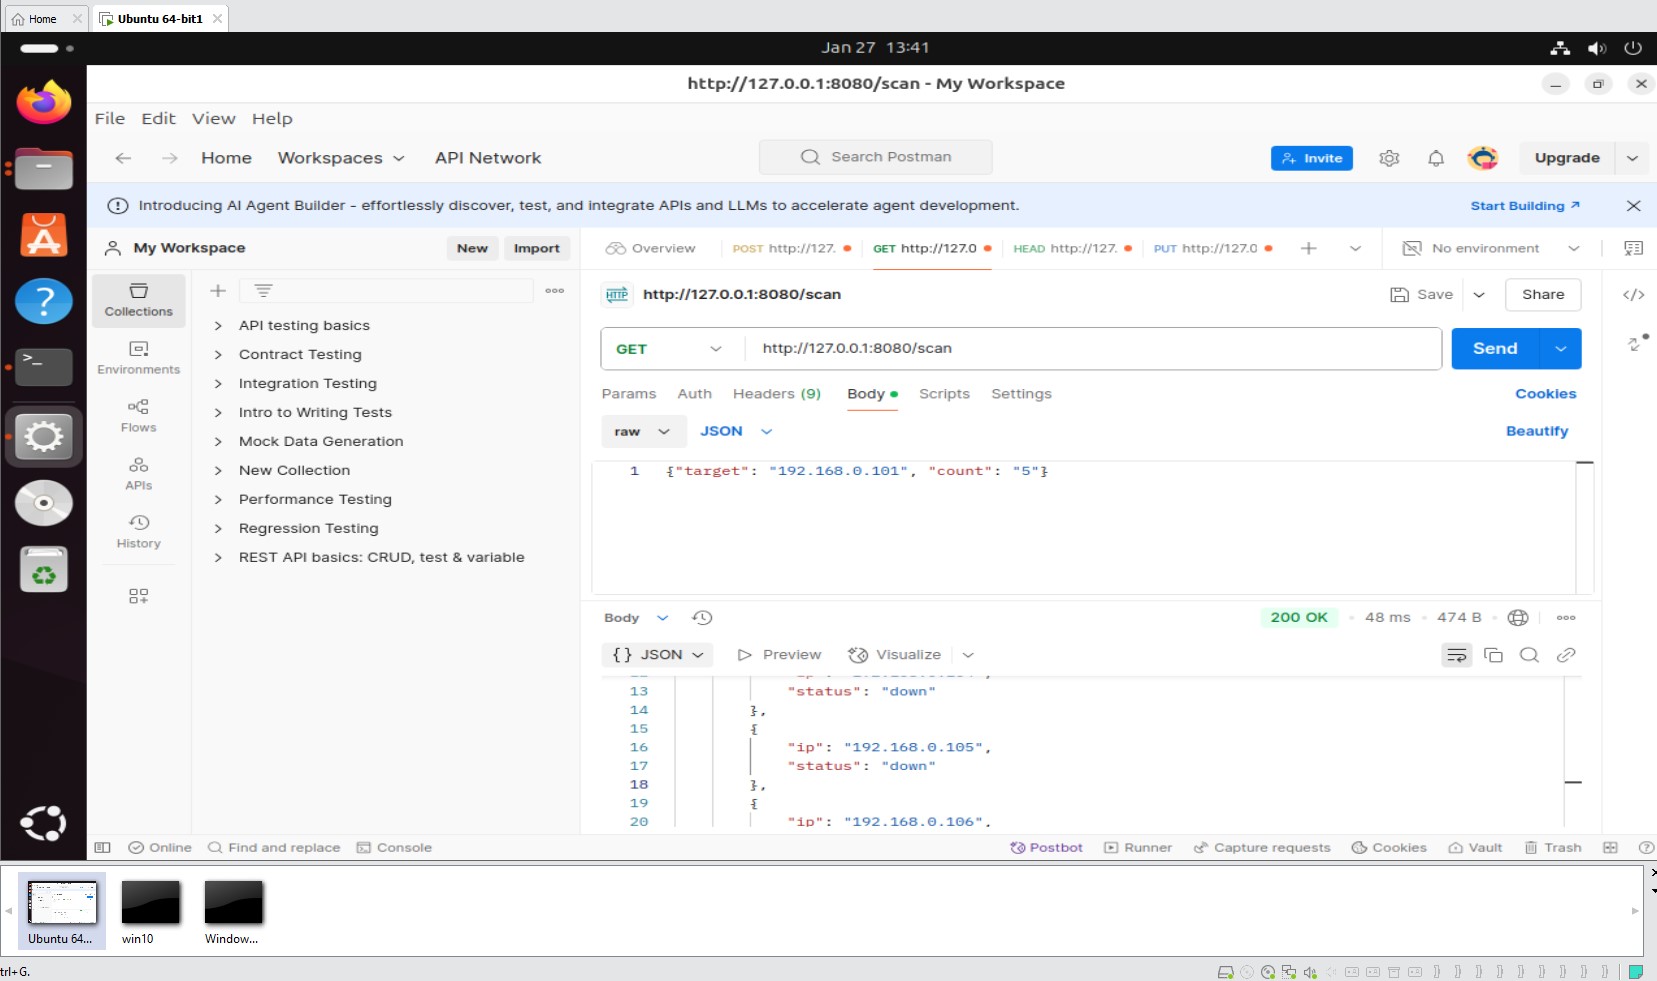 Home
Ubuntu 64-bit1
Jan 27 13:41
http://127.0.0.1:8080/scan - My Workspace
File Edit View Help
Home Workspaces API Network
Search Postman
Invite
Upgrade
Introducing AI Agent Builder - effortlessly discover, test, and integrate APIs and LLMs to accelerate agent development.
Start Building
My Workspace
New
Import
Overview
POST http://127.
GET http://127.0
HEAD http://127.
PUT http://127.0
No environment
Collections
Environments
Flows
APIs
History
API testing basics
Contract Testing
Integration Testing
Intro to Writing Tests
Mock Data Generation
New Collection
Performance Testing
Regression Testing
REST API basics: CRUD, test & variable
HTTP
http://127.0.0.1:8080/scan
Save
Share
GET
http://127.0.0.1:8080/scan
Send
Params Auth Headers (9) Body Scripts Settings
Cookies
raw
JSON
Beautify
1 {"target": "192.168.0.101", "count": "5"}
Body
200 OK
48 ms
474 B
{} JSON
Preview
Visualize
13 "status": "down"
14 },
15 {
16 "ip": "192.168.0.105",
17 "status": "down"
18 },
19 {
20 "ip": "192.168.0.106",
Online
Find and replace
Console
Postbot
Runner
Capture requests
Cookies
Vault
Trash
Ubuntu 64...
win10
Window...
trl+G.